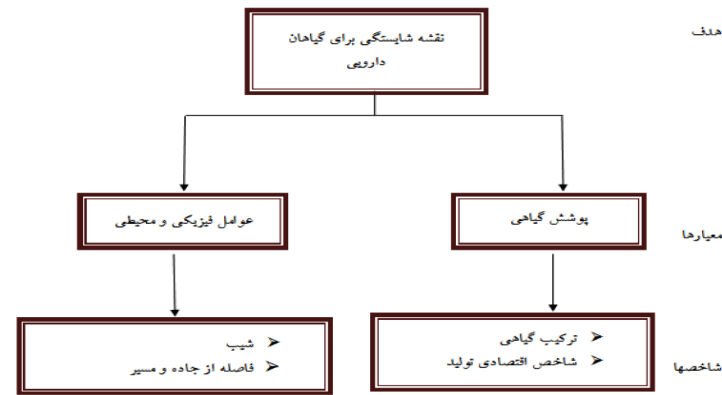 هدف
نقشه شایستگی برای گیاهان
دارویی
معیارها
پوشش گیاهی
عوامل فیزیکی و محیطی
شاخصها
ترکیب گیاهی
شاخص اقتصادی تولید
شیب
فاصله از جاده و مسیر